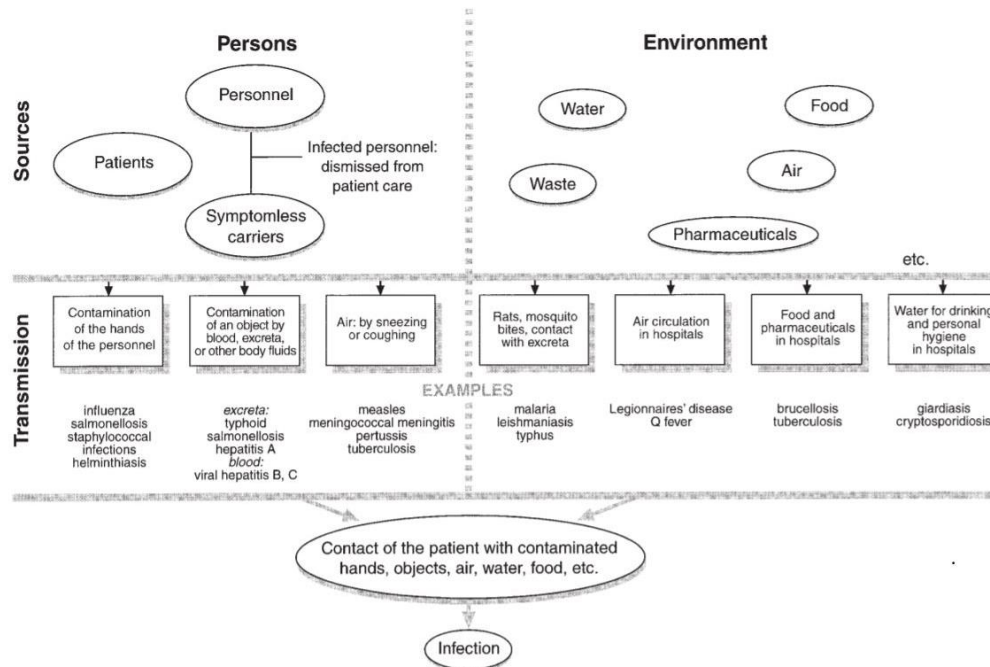 Persons
Environment
Sources
Personnel
Patients
Infected personnel:
dismissed from
patient care
Symptomless
carriers
Water
Food
Waste
Air
Pharmaceuticals
etc.
Transmission
Contamination
of the hands
of the personnel
Contamination
of an object by
blood, excreta,
or other body fluids
Air: by sneezing
or coughing
Rats, mosquito
bites, contact
with excreta
Air circulation
in hospitals
Food and
pharmaceuticals
in hospitals
Water for drinking
and personal
hygiene
in hospitals
EXAMPLES
influenza
salmonellosis
staphylococcal
infections
helminthiasis
excreta:
typhoid
salmonellosis
hepatitis A
blood:
viral hepatitis B, C
measles
meningococcal meningitis
pertussis
tuberculosis
malaria
leishmaniasis
typhus
Legionnaires' disease
Q fever
brucellosis
tuberculosis
giardiasis
cryptosporidiosis
Contact of the patient with contaminated
hands, objects, air, water, food, etc.
Infection